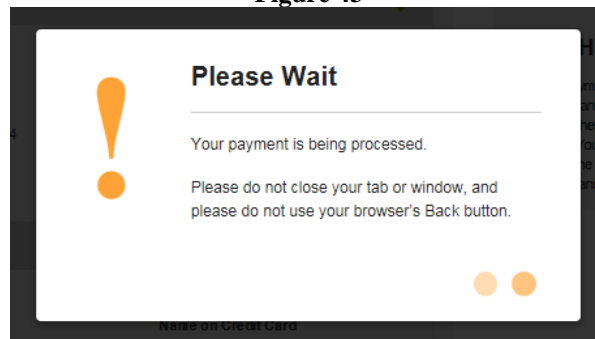 Please Wait
Your payment is being processed.
Please do not close your tab or window, and
please do not use your browser's Back button.
Name on Credit Card